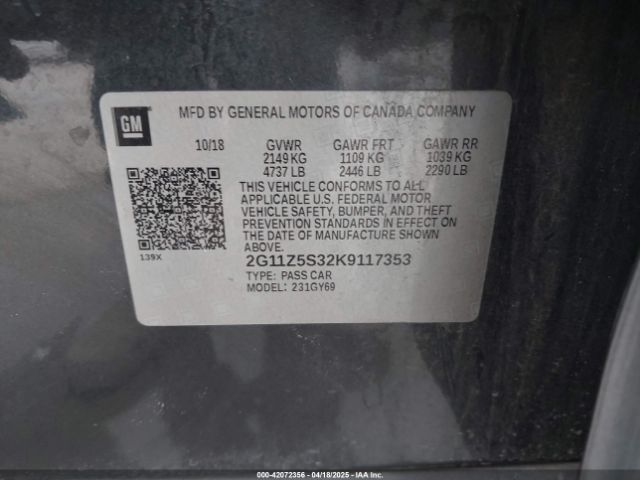 GM
MFD BY GENERAL MOTORS OF CANADA COMPANY
10/18 GVWR GAWR FRT GAWR RR
2149 KG 1109 KG 1039 KG
4737 LB 2446 LB 2290 LB
THIS VEHICLE CONFORMS TO ALL
APPLICABLE U.S. FEDERAL MOTOR
VEHICLE SAFETY, BUMPER, AND THEFT
PREVENTION STANDARDS IN EFFECT ON
THE DATE OF MANUFACTURE SHOWN
ABOVE.
139X
2G11Z5S32K9117353
TYPE: PASS CAR
MODEL: 231GY69
000-42072356 - 04/18/2025 - IAAI.COM